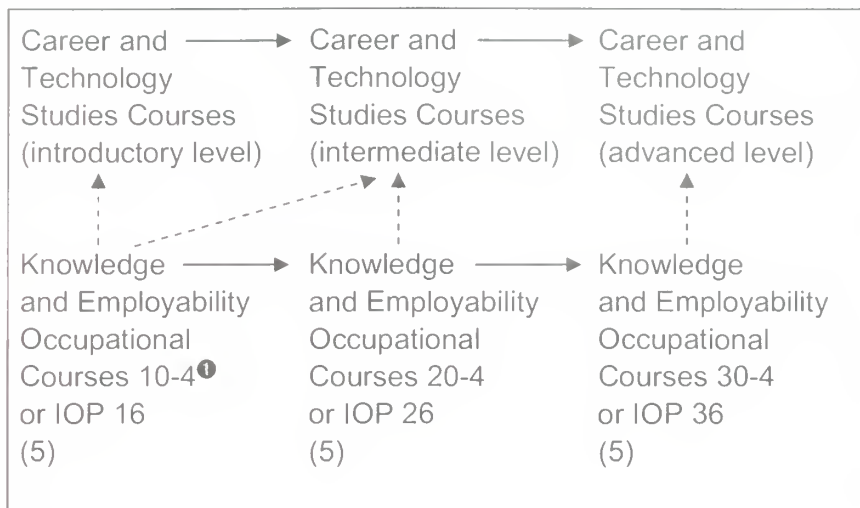 Career and
Technology
Studies Courses
(introductory level)
Career and
Technology
Studies Courses
(intermediate level)
Career and
Technology
Studies Courses
(advanced level)
Knowledge
and Employability
Occupational
Courses 10-4❶
or IOP 16
(5)
Knowledge
and Employability
Occupational
Courses 20-4
or IOP 26
(5)
Knowledge
and Employability
Occupational
Courses 30-4
or IOP 36
(5)